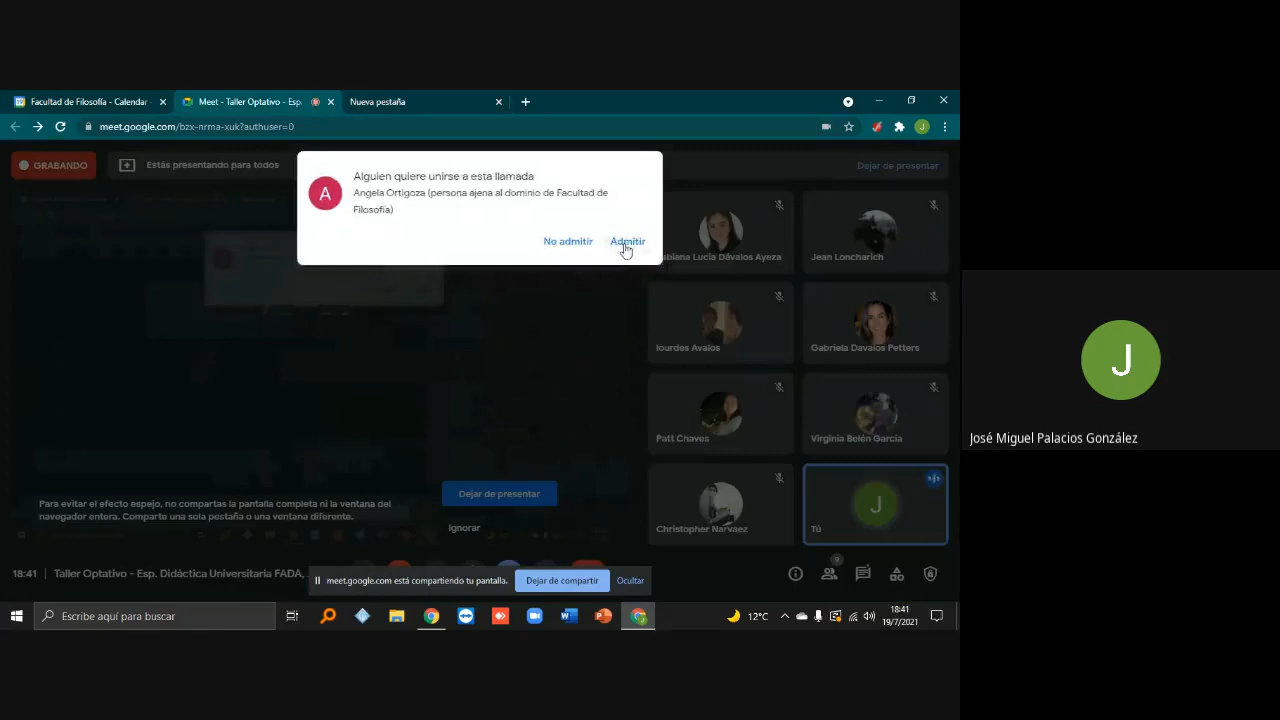 Facultad de Filosofía - Calendar
Meet - Taller Optativo - Esp.
Nueva pestaña
meet.google.com/bzx-nrma-xuk?authuser=0
J
GRABANDO
Estás presentando para todos
Dejar de presentar
A
Alguien quiere unirse a esta llamada
Angela Ortigoza (persona ajena al dominio de Facultad de
Filosofía)
No admitir
Admitir
abiana Lucia Dávalos Ayeza
Jean Loncharich
lourdes Avalos
Gabriela Davalos Petters
Patt Chaves
Virginia Belén García
Christopher Narvaez
J
Tú
Para evitar el efecto espejo, no compartas la pantalla completa ni la ventana del
navegador entera. Comparte una sola pestaña o una ventana diferente.
Dejar de presentar
Ignorar
18:41
Taller Optativo - Esp. Didáctica Universitaria FADA,
meet.google.com está compartiendo tu pantalla.
Dejar de compartir
Ocultar
9
Escribe aquí para buscar
12°C
18:41
19/7/2021
J
José Miguel Palacios González